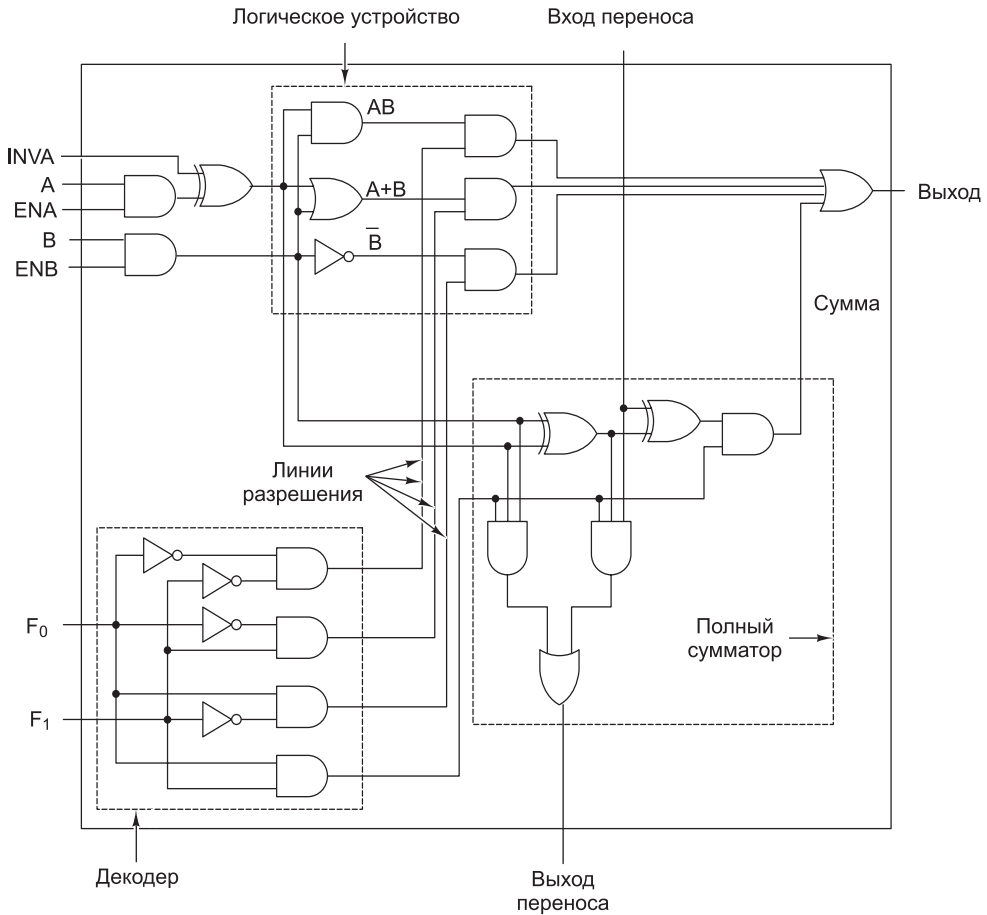 Логическое устройство
Вход переноса
INVA
A
ENA
B
ENB
AB
A+B
B̅
Выход
Сумма
Линии
разрешения
F₀
F₁
Полный
сумматор
Декодер
Выход
переноса